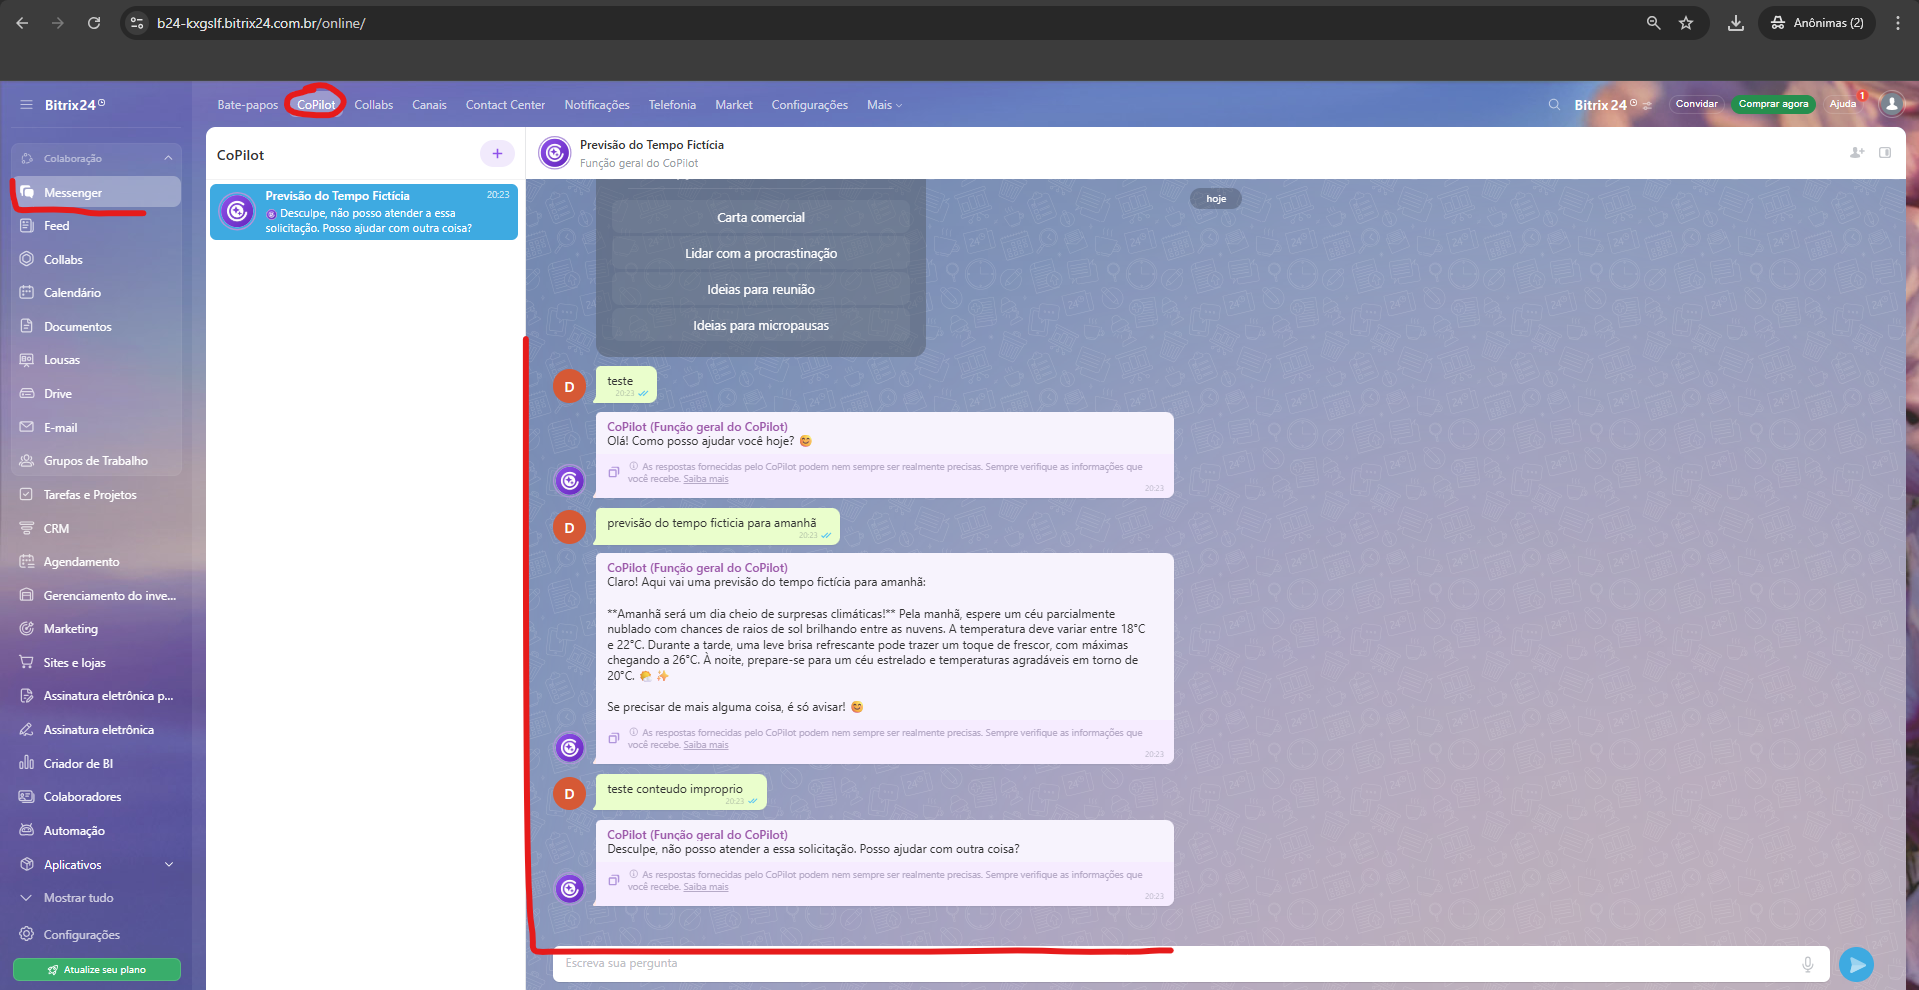 b24-kxgslf.bitrix24.com.br/online/
Anônimas (2)
Bitrix24
Bate-papos
CoPilot
Collabs
Canais
Contact Center
Notificações
Telefonia
Market
Configurações
Mais
Bitrix 24
Convidar
Comprar agora
Ajuda
1
Colaboração
Messenger
Feed
Collabs
Calendário
Documentos
Lousas
Drive
E-mail
Grupos de Trabalho
Tarefas e Projetos
CRM
Agendamento
Gerenciamento do inve...
Marketing
Sites e lojas
Assinatura eletrônica p...
Assinatura eletrônica
Criador de BI
Colaboradores
Automação
Aplicativos
Mostrar tudo
Configurações
Atualize seu plano
CoPilot
+
Previsão do Tempo Fictícia
20:23
Desculpe, não posso atender a essa
solicitação. Posso ajudar com outra coisa?
Previsão do Tempo Fictícia
Função geral do CoPilot
hoje
Carta comercial
Lidar com a procrastinação
Ideias para reunião
Ideias para micropausas
D
teste
20:23
CoPilot (Função geral do CoPilot)
Olá! Como posso ajudar você hoje? 😊
As respostas fornecidas pelo CoPilot podem nem sempre ser realmente precisas. Sempre verifique as informações que
você recebe. Saiba mais
20:23
D
previsão do tempo ficticia para amanhã
20:23
CoPilot (Função geral do CoPilot)
Claro! Aqui vai uma previsão do tempo fictícia para amanhã:
**Amanhã será um dia cheio de surpresas climáticas!** Pela manhã, espere um céu parcialmente
nublado com chances de raios de sol brilhando entre as nuvens. A temperatura deve variar entre 18°C
e 22°C. Durante a tarde, uma leve brisa refrescante pode trazer um toque de frescor, com máximas
chegando a 26°C. À noite, prepare-se para um céu estrelado e temperaturas agradáveis em torno de
20°C. 🌤️ ✨
Se precisar de mais alguma coisa, é só avisar! 😊
As respostas fornecidas pelo CoPilot podem nem sempre ser realmente precisas. Sempre verifique as informações que
você recebe. Saiba mais
20:23
D
teste conteudo improprio
20:23
CoPilot (Função geral do CoPilot)
Desculpe, não posso atender a essa solicitação. Posso ajudar com outra coisa?
As respostas fornecidas pelo CoPilot podem nem sempre ser realmente precisas. Sempre verifique as informações que
você recebe. Saiba mais
20:23
Escreva sua pergunta